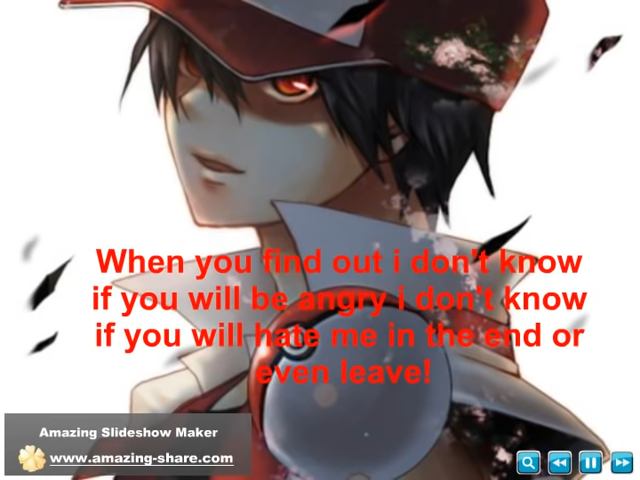 When you find out i don't know
if you will be angry i don't know
if you will hate me in the end or
even leave!
Amazing Slideshow Maker
www.amazing-share.com